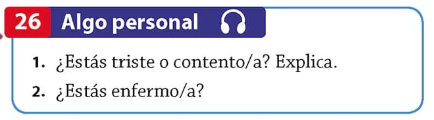 26 Algo personal
1. ¿Estás triste o contento/a? Explica.
2. ¿Estás enfermo/a?